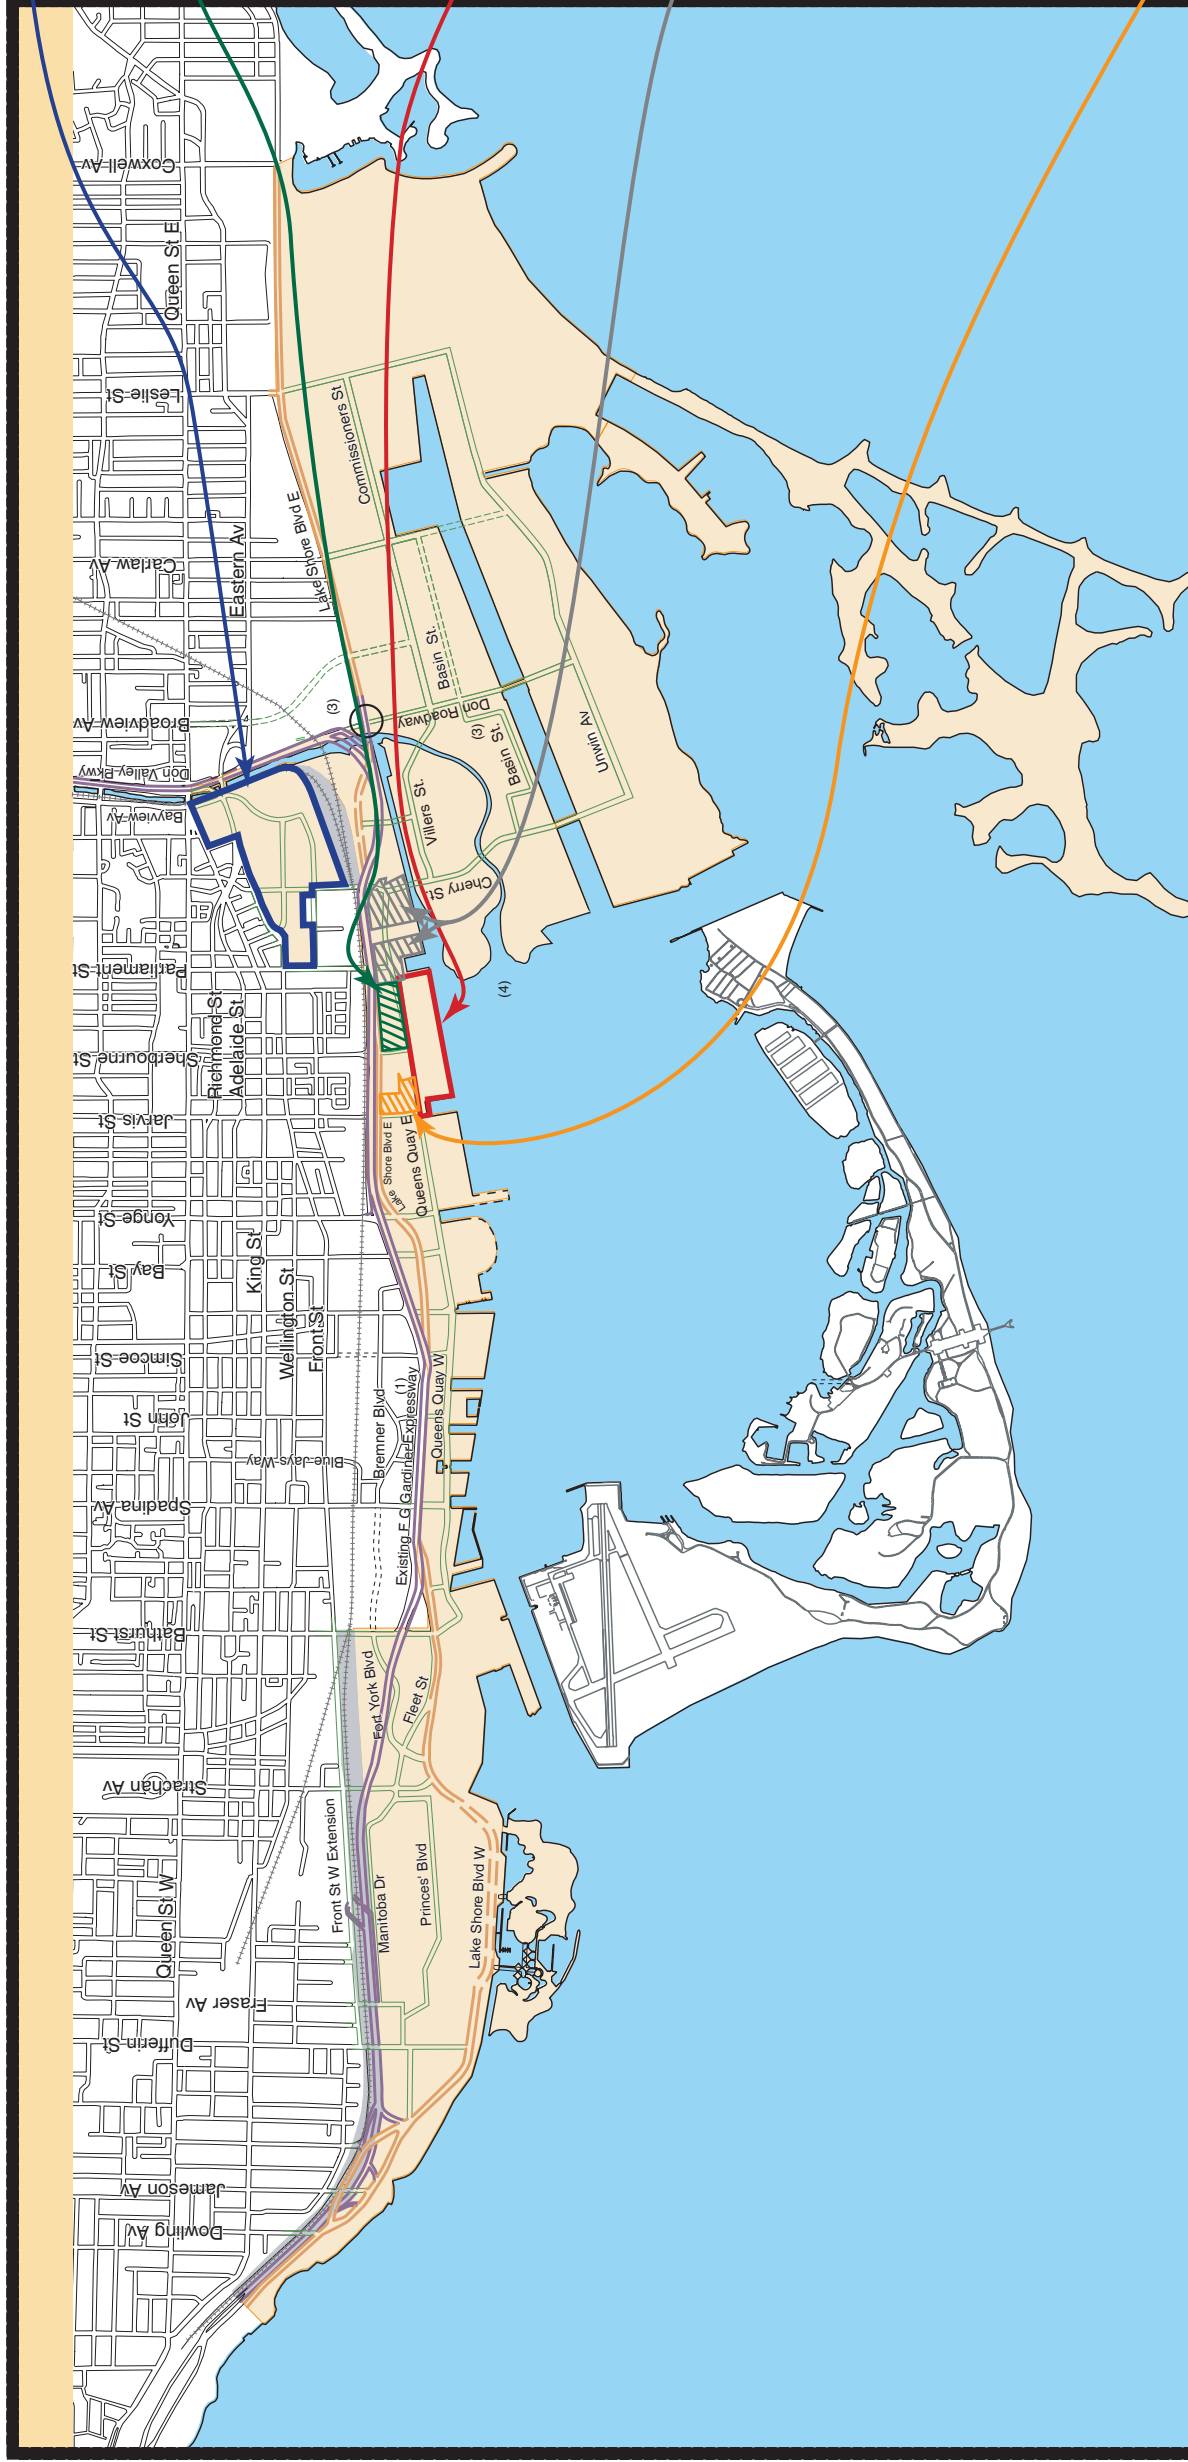 Coxwell Av
Queen St E
Leslie St
Commissioners St
Lake Shore Blvd E
Eastern Av
Carlaw Av
Basin St.
(3)
Broadview Av
Don Roadway
(3)
Basin St.
Unwin Av
Don Valley Pkwy
Bayview Av
Villers St.
Cherry St.
Parliament St
(4)
Richmond St
Adelaide St
Sherbourne St
Jarvis St
Lake Shore Blvd E
Queens Quay E
Yonge St
King St
Bay St
Wellington St
Front St
Simcoe St
(1)
John St
Bremner Blvd
Existing F G Gardiner Expressway
Queens Quay W
Blue Jays Way
Spadina Av
Bathurst St
Fort York Blvd
Fleet St
Strachan Av
Front St W Extension
Princes' Blvd
Manitoba Dr
Lake Shore Blvd W
Queen St W
Fraser Av
Dufferin St
Jameson Av
Dowling Av